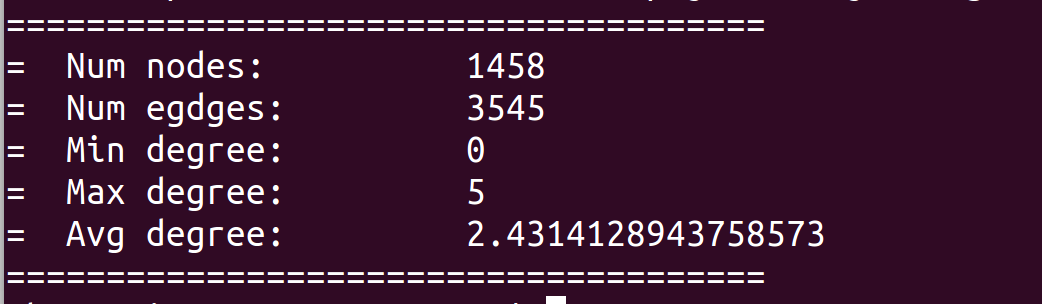 ======================================
=  Num nodes:          1458
=  Num egdges:         3545
=  Min degree:         0
=  Max degree:         5
=  Avg degree:         2.4314128943758573
======================================